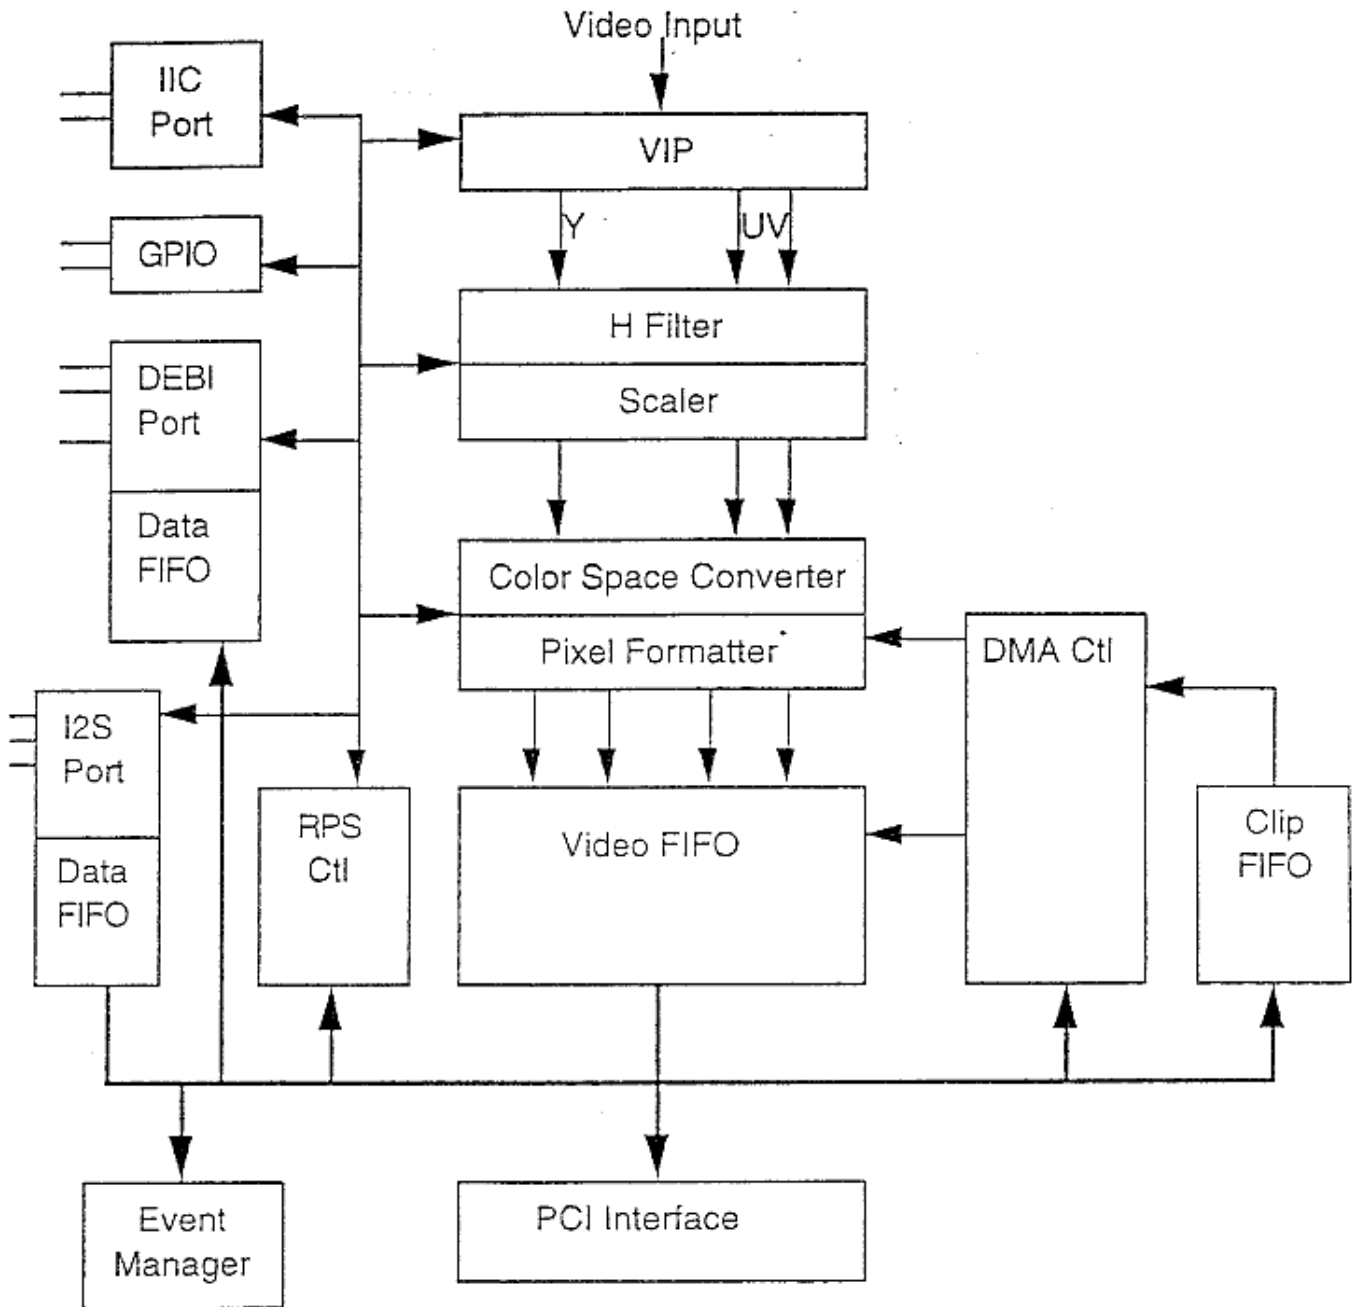 Video Input
IIC
Port
VIP
Y
UV
GPIO
H Filter
DEBI
Port
Scaler
Data
FIFO
Color Space Converter
Pixel Formatter
DMA Ctl
I2S
Port
RPS
Ctl
Video FIFO
Clip
FIFO
Data
FIFO
Event
Manager
PCI Interface